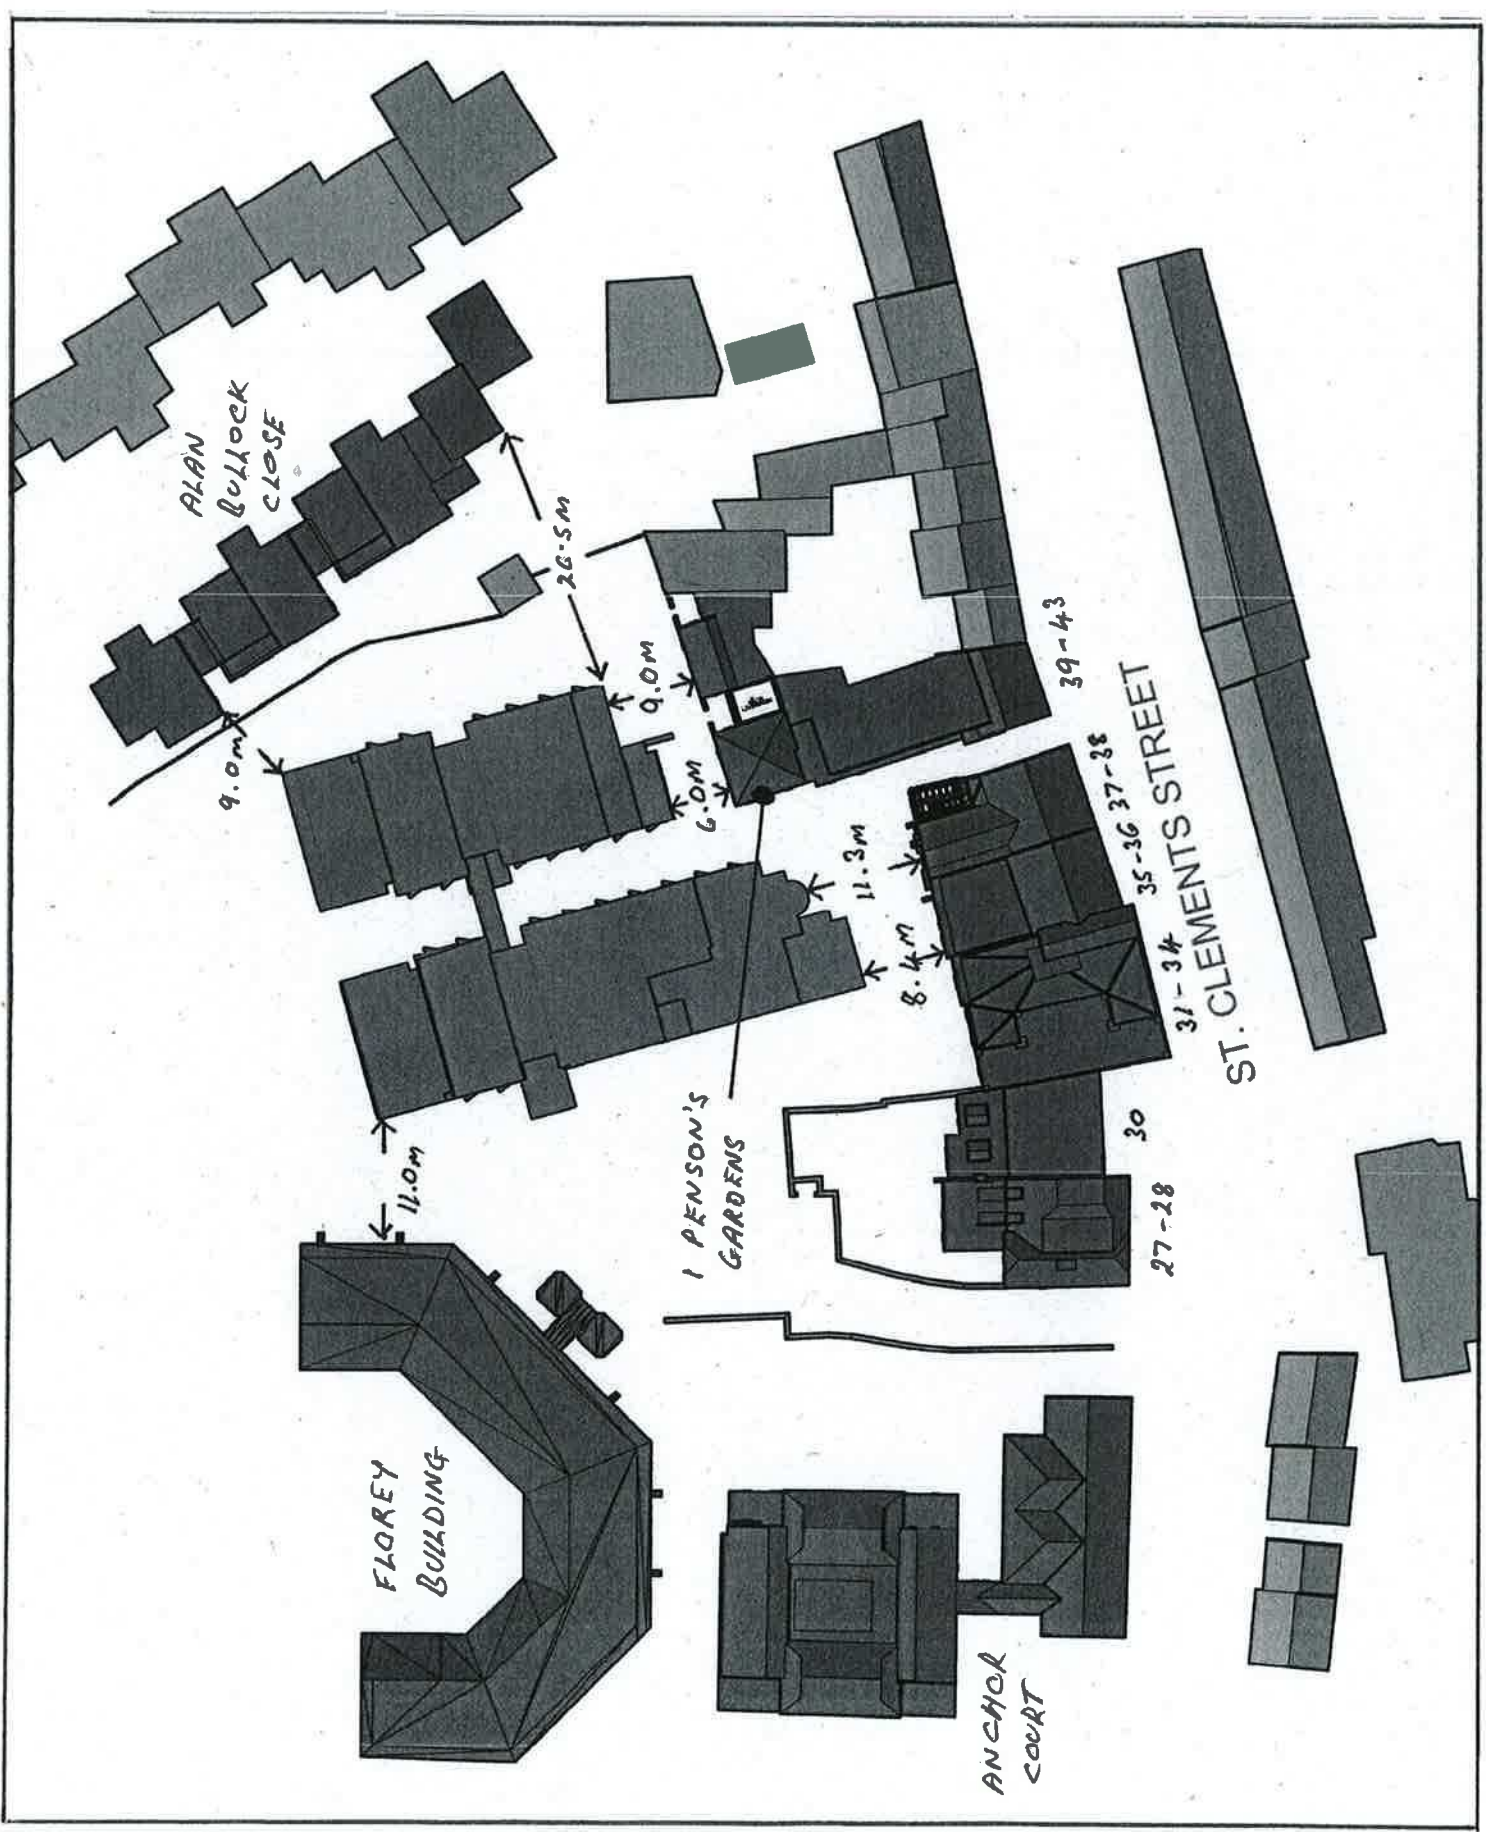 ALAN
BULLOCK
CLOSE
26.5M
9.0M
9.0M
6.0M
11.3M
8.4M
11.0M
1 PENSON'S
GARDENS
FLOREY
BUILDING
ANCHOR
COURT
39-43
37-38
35-36
31-34
30
27-28
ST. CLEMENTS STREET